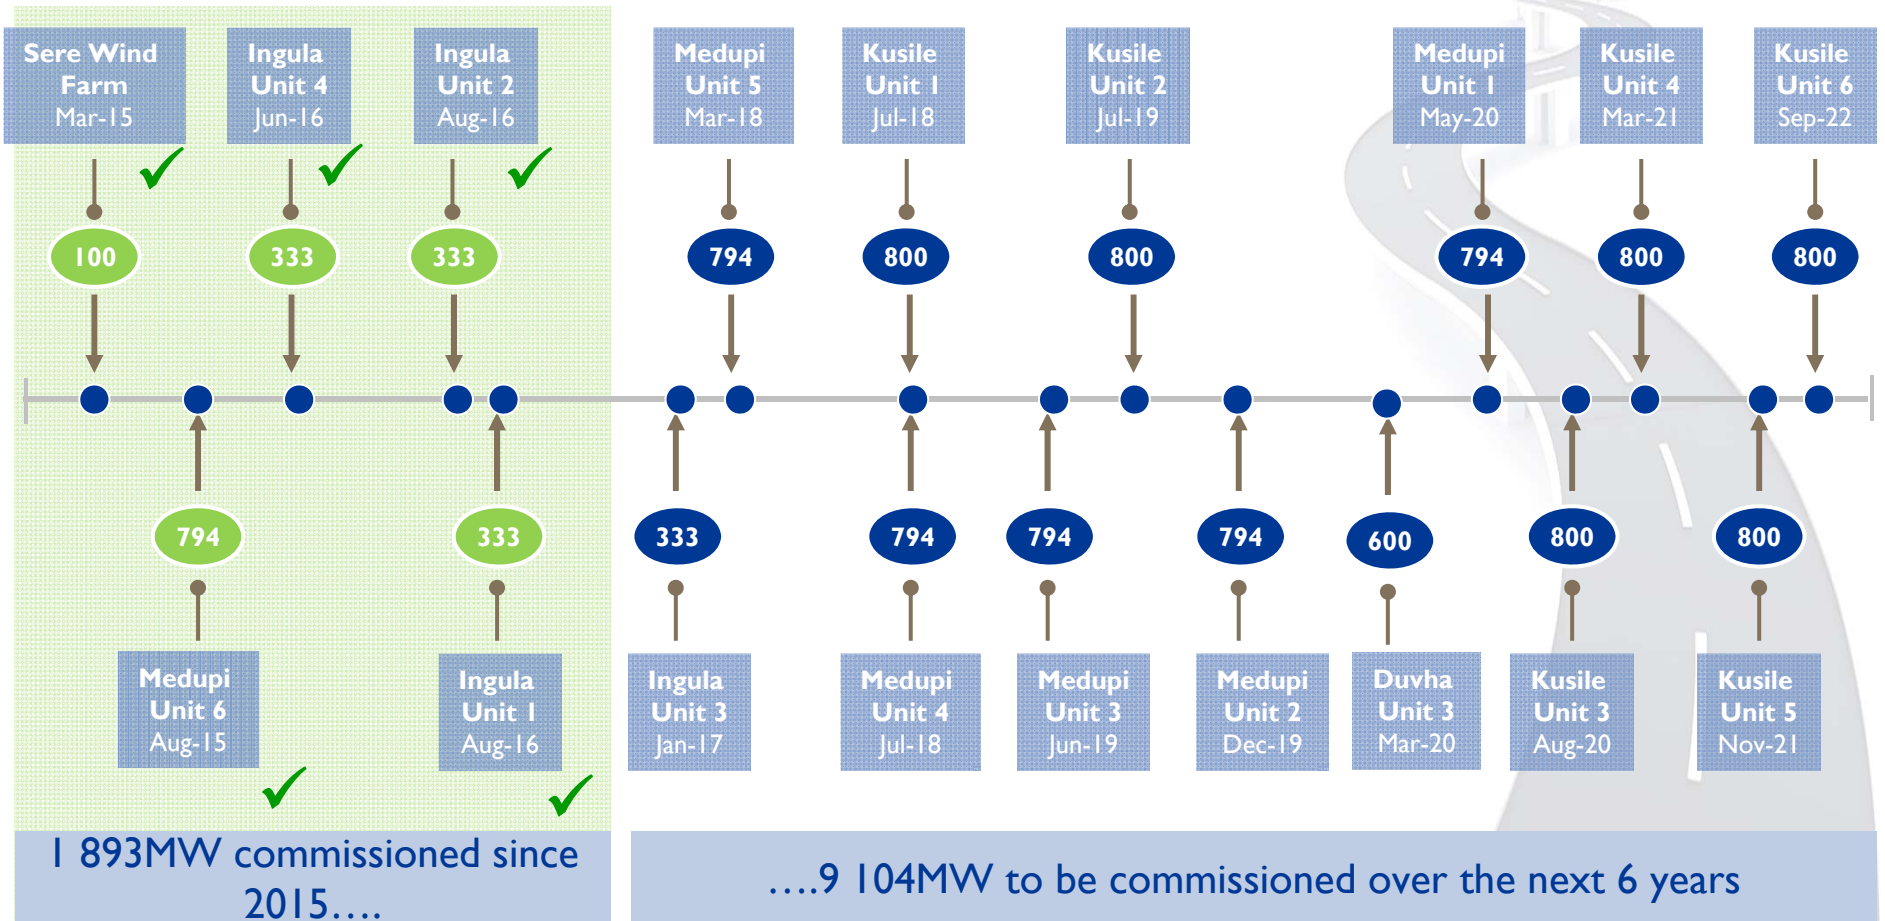 Sere Wind
Farm
Mar-15
Ingula
Unit 4
Jun-16
Ingula
Unit 2
Aug-16
Medupi
Unit 5
Mar-18
Kusile
Unit 1
Jul-18
Kusile
Unit 2
Jul-19
Medupi
Unit 1
May-20
Kusile
Unit 4
Mar-21
Kusile
Unit 6
Sep-22
100
333
333
794
800
800
794
800
800
794
333
333
794
794
794
600
800
800
Medupi
Unit 6
Aug-15
Ingula
Unit 1
Aug-16
Ingula
Unit 3
Jan-17
Medupi
Unit 4
Jul-18
Medupi
Unit 3
Jun-19
Medupi
Unit 2
Dec-19
Duvha
Unit 3
Mar-20
Kusile
Unit 3
Aug-20
Kusile
Unit 5
Nov-21
1 893MW commissioned since
2015....
....9 104MW to be commissioned over the next 6 years